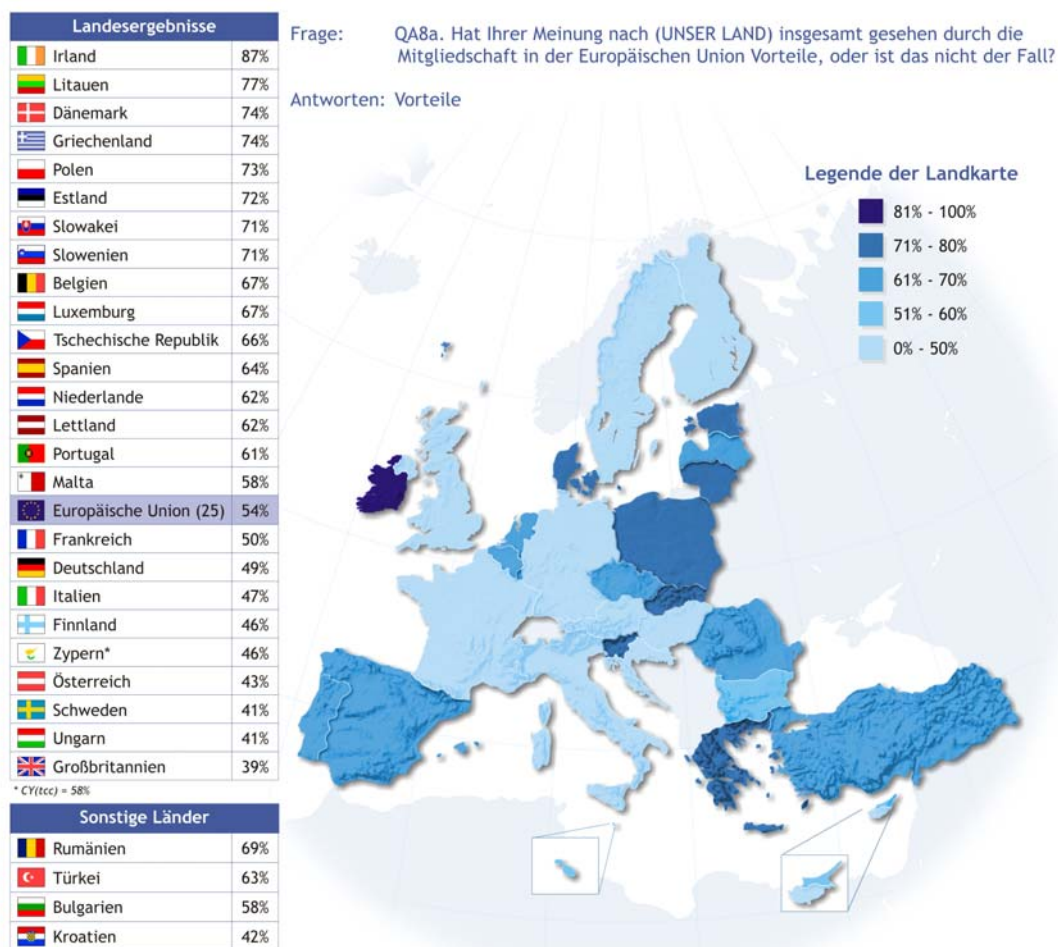 Landesergebnisse
Irland 87%
Litauen 77%
Dänemark 74%
Griechenland 74%
Polen 73%
Estland 72%
Slowakei 71%
Slowenien 71%
Belgien 67%
Luxemburg 67%
Tschechische Republik 66%
Spanien 64%
Niederlande 62%
Lettland 62%
Portugal 61%
Malta 58%
Europäische Union (25) 54%
Frankreich 50%
Deutschland 49%
Italien 47%
Finnland 46%
Zypern* 46%
Österreich 43%
Schweden 41%
Ungarn 41%
Großbritannien 39%
* CY(tcc) = 58%
Sonstige Länder
Rumänien 69%
Türkei 63%
Bulgarien 58%
Kroatien 42%
Frage: QA8a. Hat Ihrer Meinung nach (UNSER LAND) insgesamt gesehen durch die
Mitgliedschaft in der Europäischen Union Vorteile, oder ist das nicht der Fall?
Antworten: Vorteile
Legende der Landkarte
81% - 100%
71% - 80%
61% - 70%
51% - 60%
0% - 50%